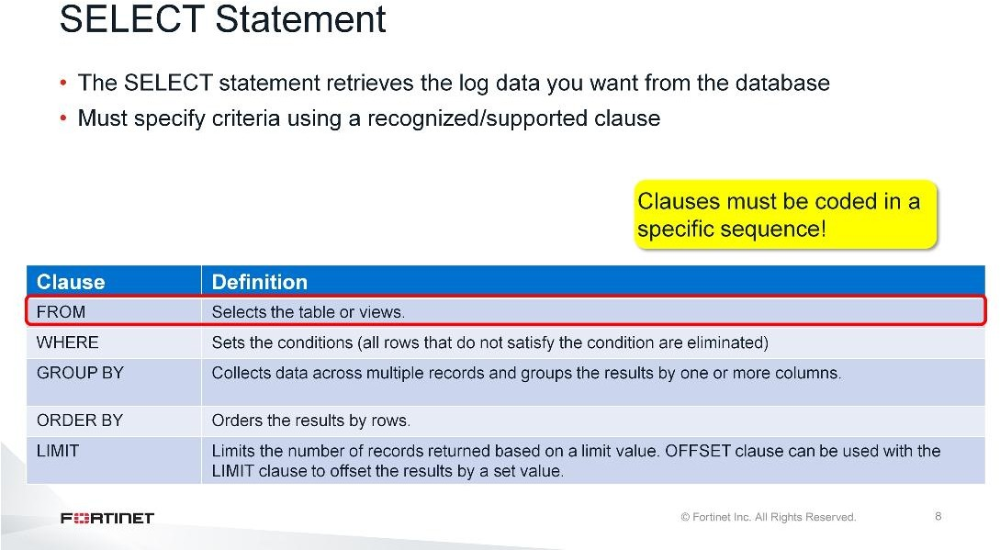 SELECT Statement
• The SELECT statement retrieves the log data you want from the database
• Must specify criteria using a recognized/supported clause
Clauses must be coded in a
specific sequence!
Clause Definition
FROM Selects the table or views.
WHERE Sets the conditions (all rows that do not satisfy the condition are eliminated)
GROUP BY Collects data across multiple records and groups the results by one or more columns.
ORDER BY Orders the results by rows.
LIMIT Limits the number of records returned based on a limit value. OFFSET clause can be used with the
LIMIT clause to offset the results by a set value.
FORTINET © Fortinet Inc. All Rights Reserved. 8